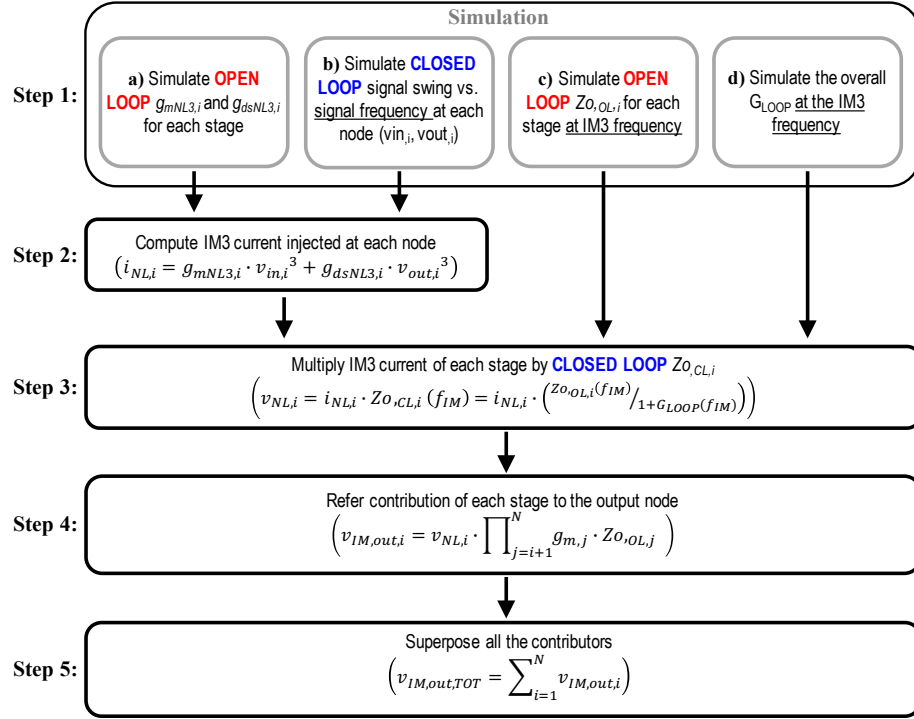 Simulation
Step 1:
a) Simulate OPEN
LOOP gmNL3,i and gdsNL3,i
for each stage
b) Simulate CLOSED
LOOP signal swing vs.
signal frequency at each
node (vin,i, vout,i)
c) Simulate OPEN
LOOP Zo,OL,i for each
stage at IM3 frequency
d) Simulate the overall
GLOOP at the IM3
frequency
Step 2:
Compute IM3 current injected at each node
(iNL,i = gmNL3,i · vin,i³ + gdsNL3,i · vout,i³)
Step 3:
Multiply IM3 current of each stage by CLOSED LOOP Zo,CL,i
(vNL,i = iNL,i · Zo,CL,i (fIM) = iNL,i · (Zo,OL,i(fIM)/1+GLOOP(fIM)))
Step 4:
Refer contribution of each stage to the output node
(vIM,out,i = vNL,i · ∏j=i+1N gm,j · Zo,OL,j)
Step 5:
Superpose all the contributors
(vIM,out,TOT = ∑i=1N vIM,out,i)